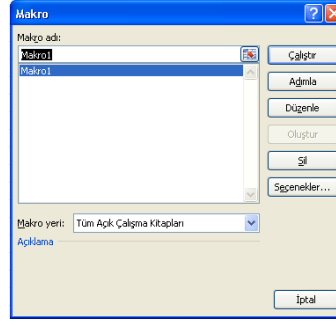 Makro
Makro adı:
Makro1
Makro1
Çalıştır
Adımla
Düzenle
Oluştur
Sil
Seçenekler...
Makro yeri: Tüm Açık Çalışma Kitapları
Açıklama
İptal